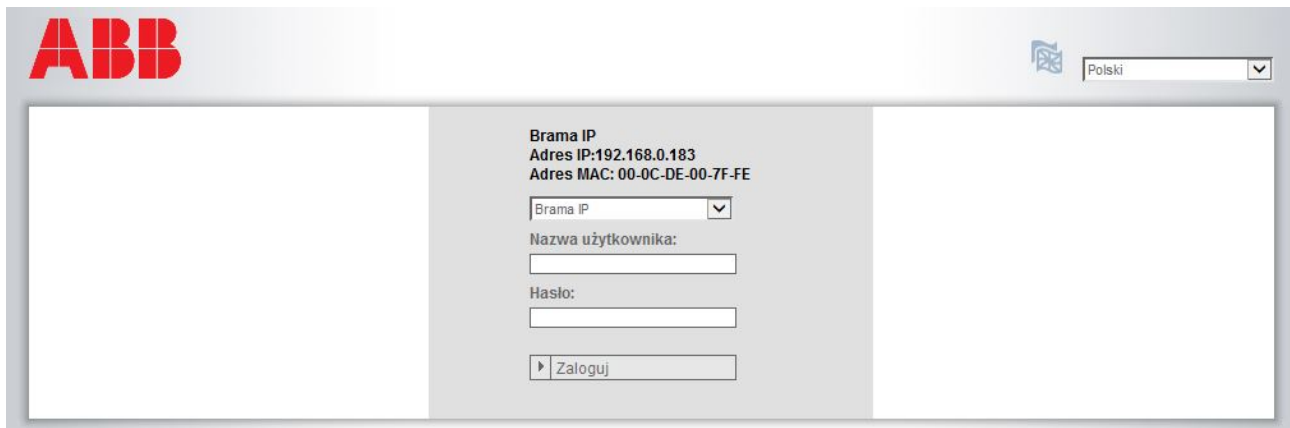 ABB
Polski
Brama IP
Adres IP:192.168.0.183
Adres MAC: 00-0C-DE-00-7F-FE
Brama IP
Nazwa użytkownika:
Hasło:
Zaloguj